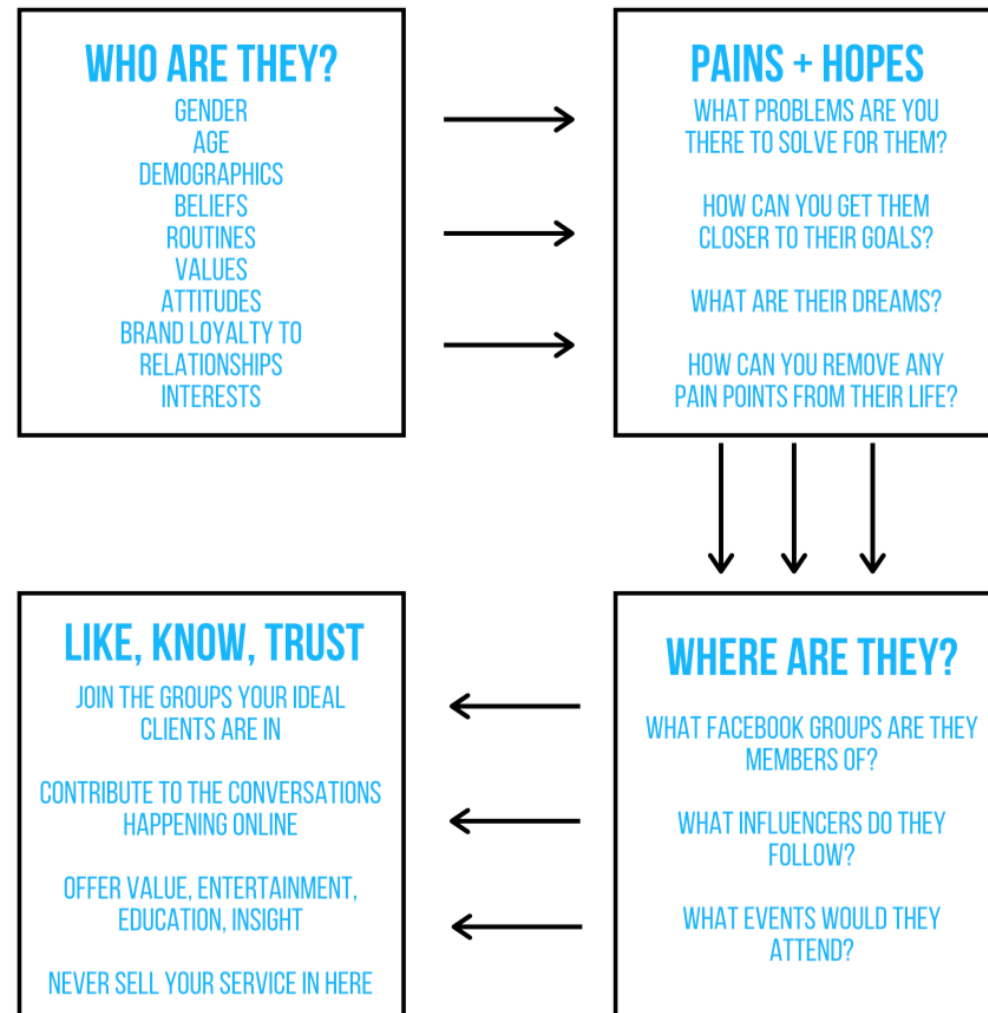 WHO ARE THEY?
GENDER
AGE
DEMOGRAPHICS
BELIEFS
ROUTINES
VALUES
ATTITUDES
BRAND LOYALTY TO
RELATIONSHIPS
INTERESTS
PAINS + HOPES
WHAT PROBLEMS ARE YOU
THERE TO SOLVE FOR THEM?
HOW CAN YOU GET THEM
CLOSER TO THEIR GOALS?
WHAT ARE THEIR DREAMS?
HOW CAN YOU REMOVE ANY
PAIN POINTS FROM THEIR LIFE?
WHERE ARE THEY?
WHAT FACEBOOK GROUPS ARE THEY
MEMBERS OF?
WHAT INFLUENCERS DO THEY
FOLLOW?
WHAT EVENTS WOULD THEY
ATTEND?
LIKE, KNOW, TRUST
JOIN THE GROUPS YOUR IDEAL
CLIENTS ARE IN
CONTRIBUTE TO THE CONVERSATIONS
HAPPENING ONLINE
OFFER VALUE, ENTERTAINMENT,
EDUCATION, INSIGHT
NEVER SELL YOUR SERVICE IN HERE